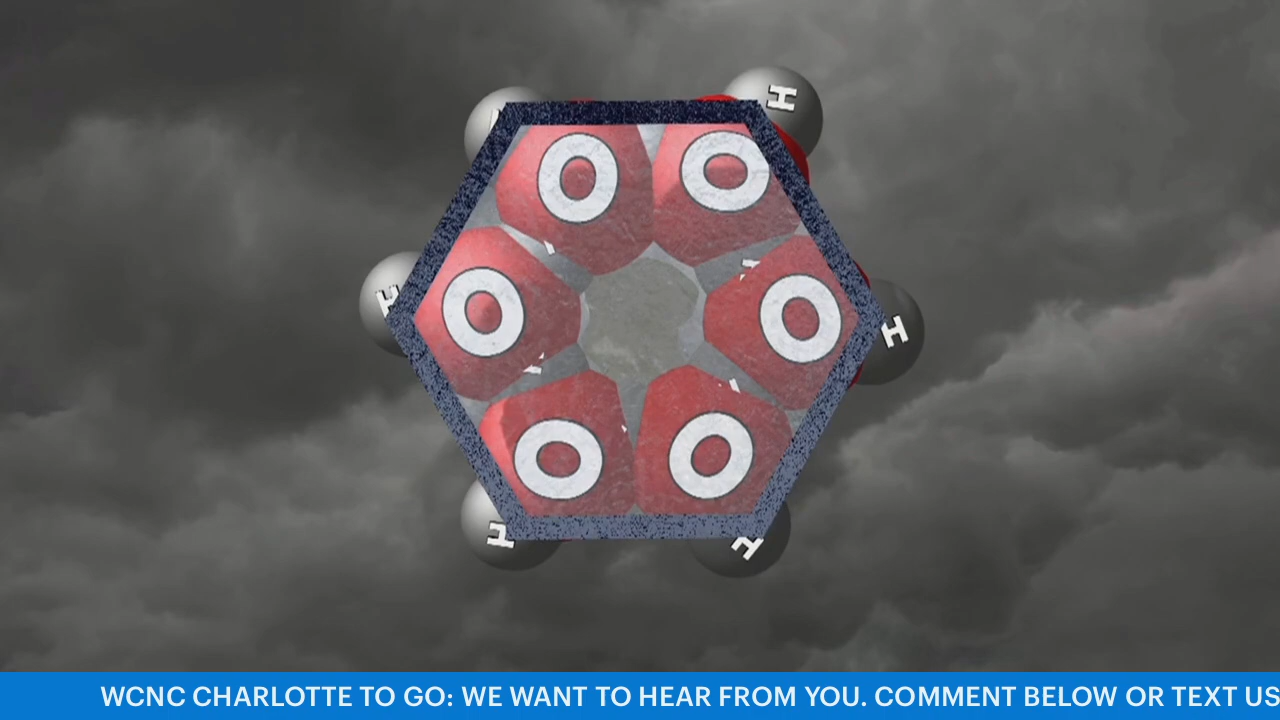 H
O O
H O O H
O O
H H
WCNC CHARLOTTE TO GO: WE WANT TO HEAR FROM YOU. COMMENT BELOW OR TEXT US